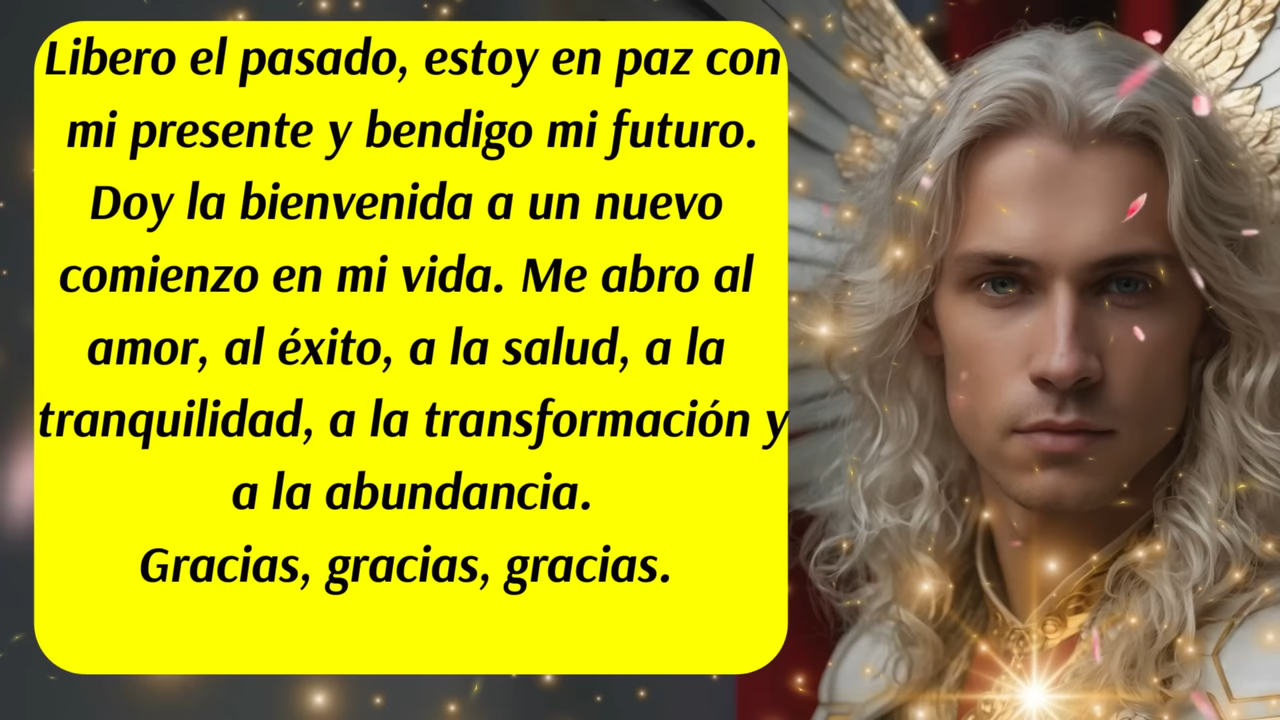 Libero el pasado, estoy en paz con
mi presente y bendigo mi futuro.
Doy la bienvenida a un nuevo
comienzo en mi vida. Me abro al
amor, al éxito, a la salud, a la
tranquilidad, a la transformación y
a la abundancia.
Gracias, gracias, gracias.